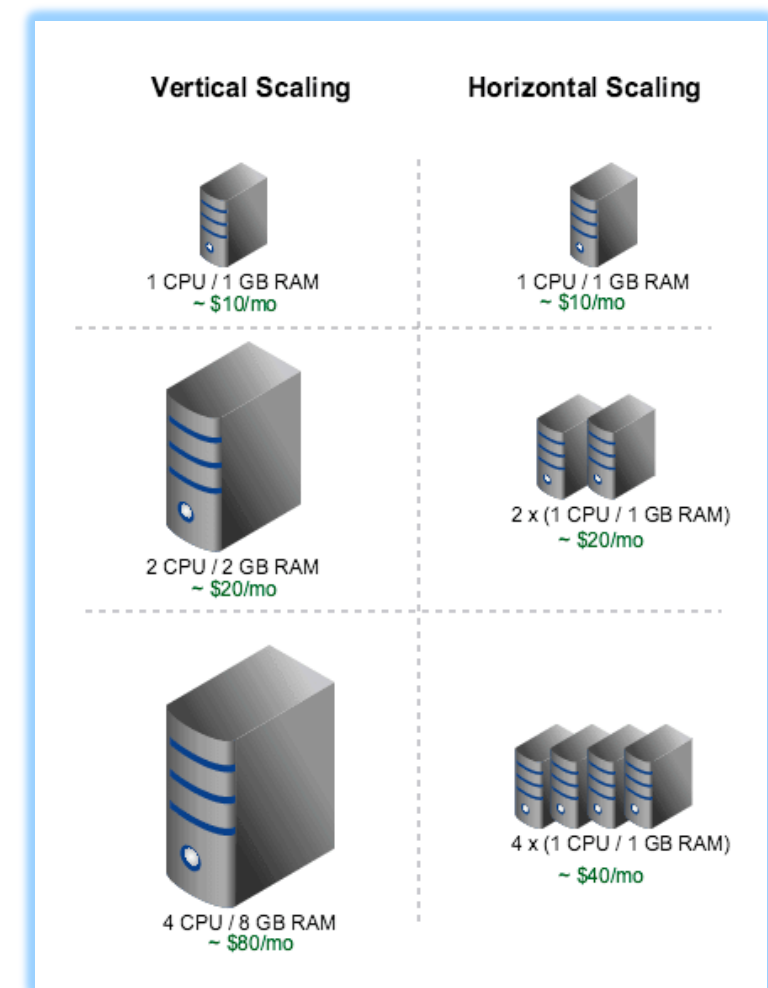 Vertical Scaling
Horizontal Scaling
1 CPU / 1 GB RAM
~ $10/mo
1 CPU / 1 GB RAM
~ $10/mo
2 CPU / 2 GB RAM
~ $20/mo
2 x (1 CPU / 1 GB RAM)
~ $20/mo
4 CPU / 8 GB RAM
~ $80/mo
4 x (1 CPU / 1 GB RAM)
~ $40/mo